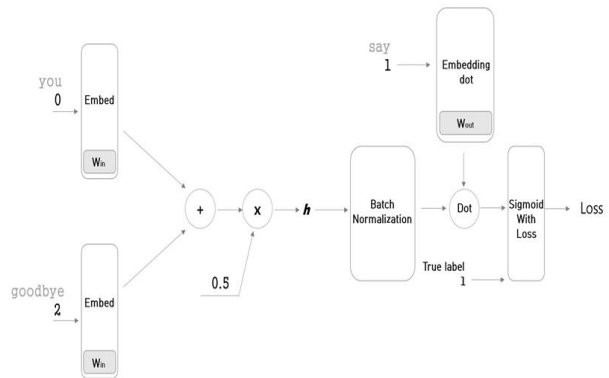 say
1
Embedding
dot
Wout
you
0
Embed
Win
+
x
h
Batch
Normalization
Dot
Sigmoid
With
Loss
Loss
0.5
True label
1
goodbye
2
Embed
Win